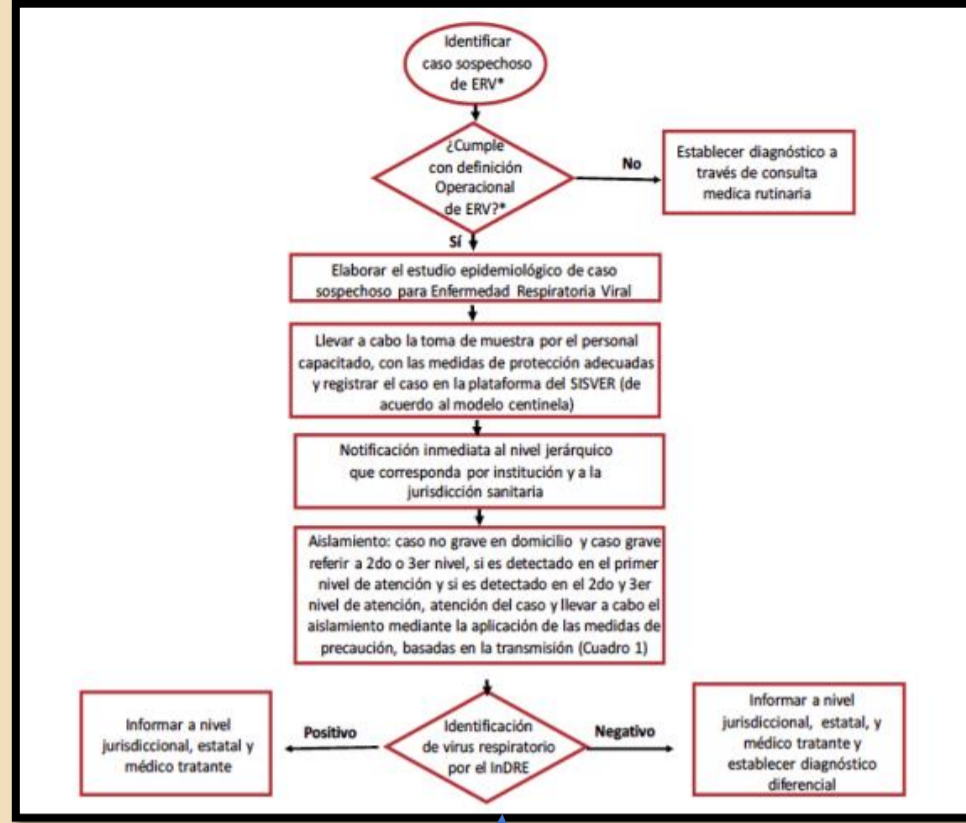 Identificar
caso sospechoso
de ERV*
¿Cumple
con definición
Operacional
de ERV?*
No
Establecer diagnóstico a
través de consulta
medica rutinaria
Sí
Elaborar el estudio epidemiológico de caso
sospechoso para Enfermedad Respiratoria Viral
Llevar a cabo la toma de muestra por el personal
capacitado, con las medidas de protección adecuadas
y registrar el caso en la plataforma del SISVER (de
acuerdo al modelo centinela)
Notificación inmediata al nivel jerárquico
que corresponda por institución y a la
jurisdicción sanitaria
Aislamiento: caso no grave en domicilio y caso grave
referir a 2do o 3er nivel, si es detectado en el primer
nivel de atención y si es detectado en el 2do y 3er
nivel de atención, atención del caso y llevar a cabo el
aislamiento mediante la aplicación de las medidas de
precaución, basadas en la transmisión (Cuadro 1)
Identificación
de virus respiratorio
por el InDRE
Positivo
Informar a nivel
jurisdiccional, estatal y
médico tratante
Negativo
Informar a nivel
jurisdiccional, estatal, y
médico tratante y
establecer diagnóstico
diferencial